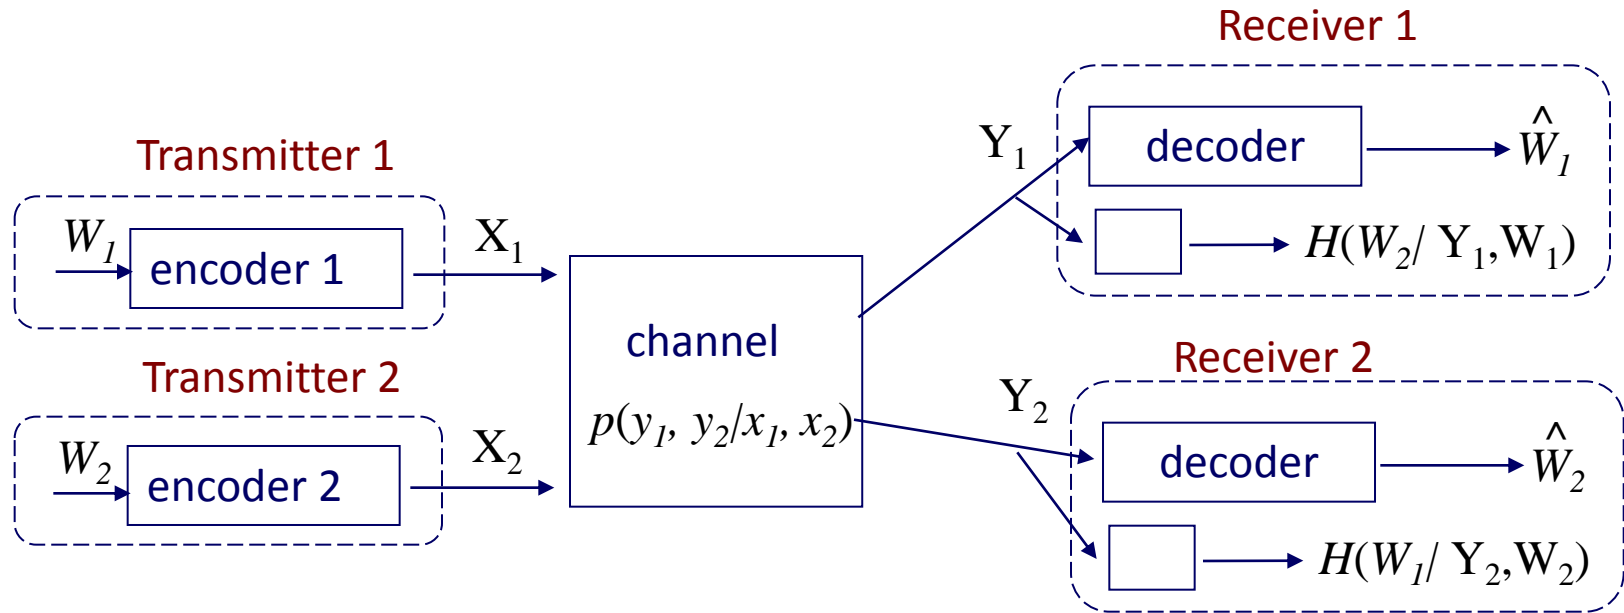 Receiver 1
Transmitter 1
W₁
encoder 1
X₁
Y₁
decoder
Ŵ₁
H(W₂/ Y₁,W₁)
channel
p(y₁, y₂/x₁, x₂)
Transmitter 2
W₂
encoder 2
X₂
Receiver 2
Y₂
decoder
Ŵ₂
H(W₁/ Y₂,W₂)